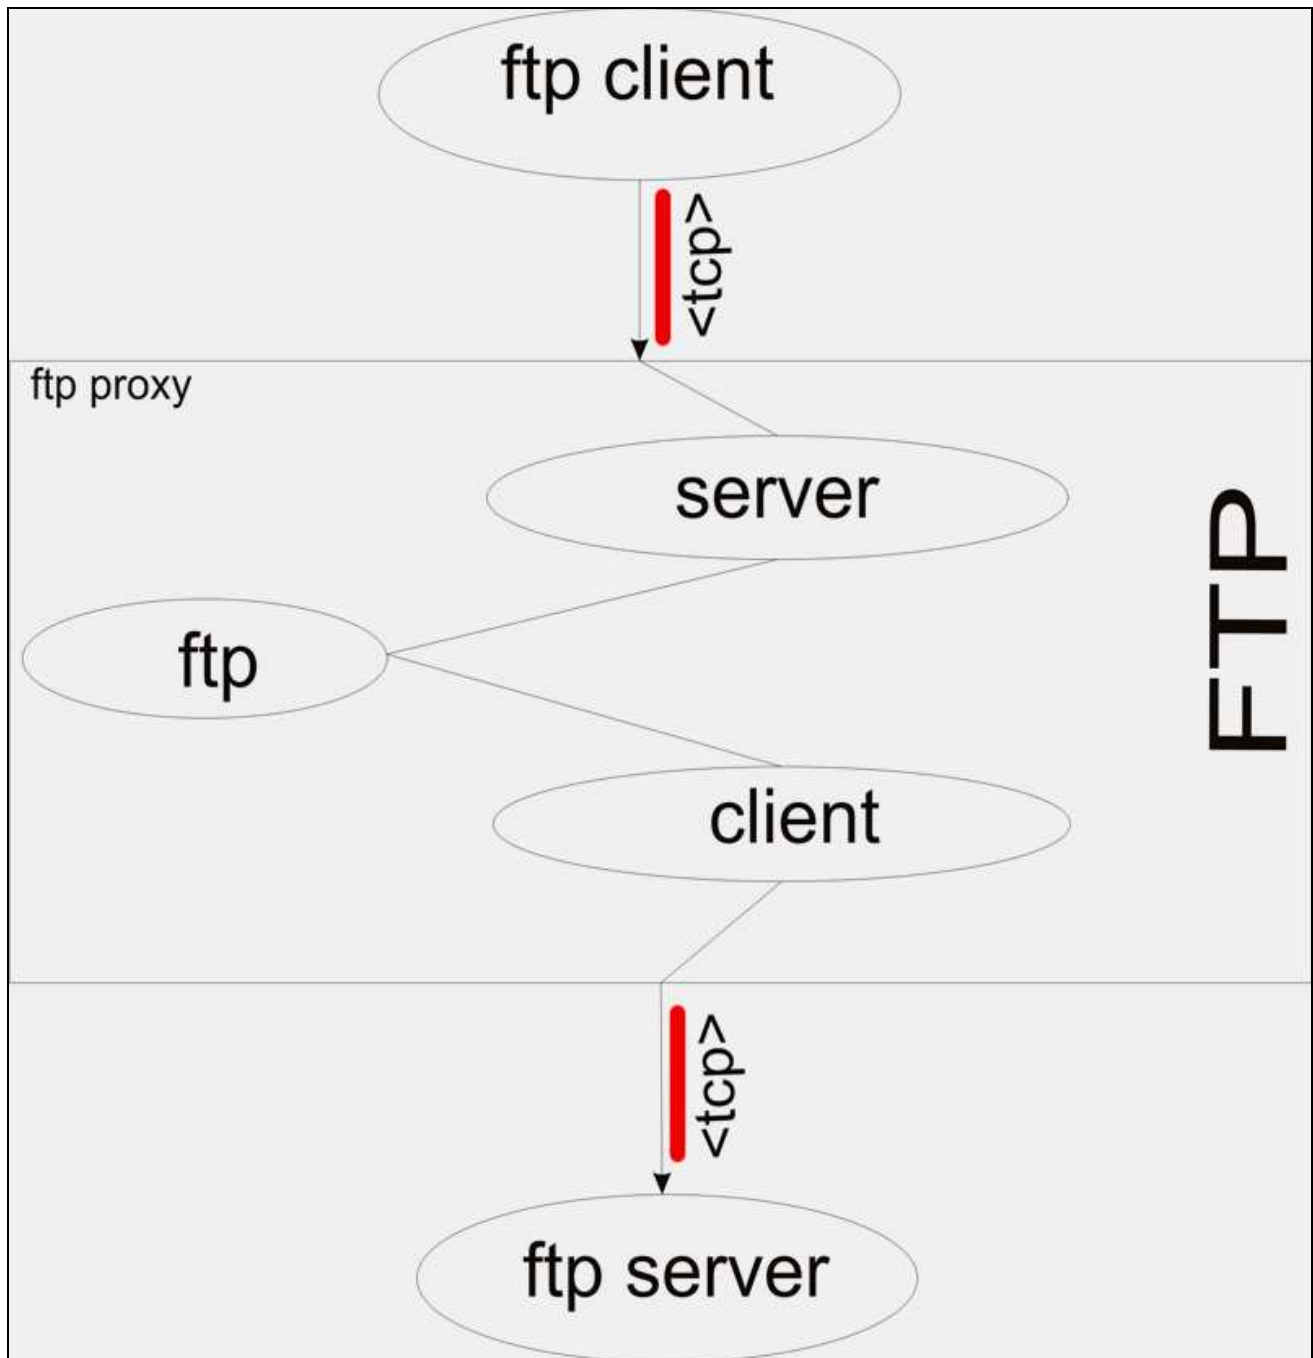 ftp client
<tcp>
ftp proxy
server
FTP
ftp
client
<tcp>
ftp server